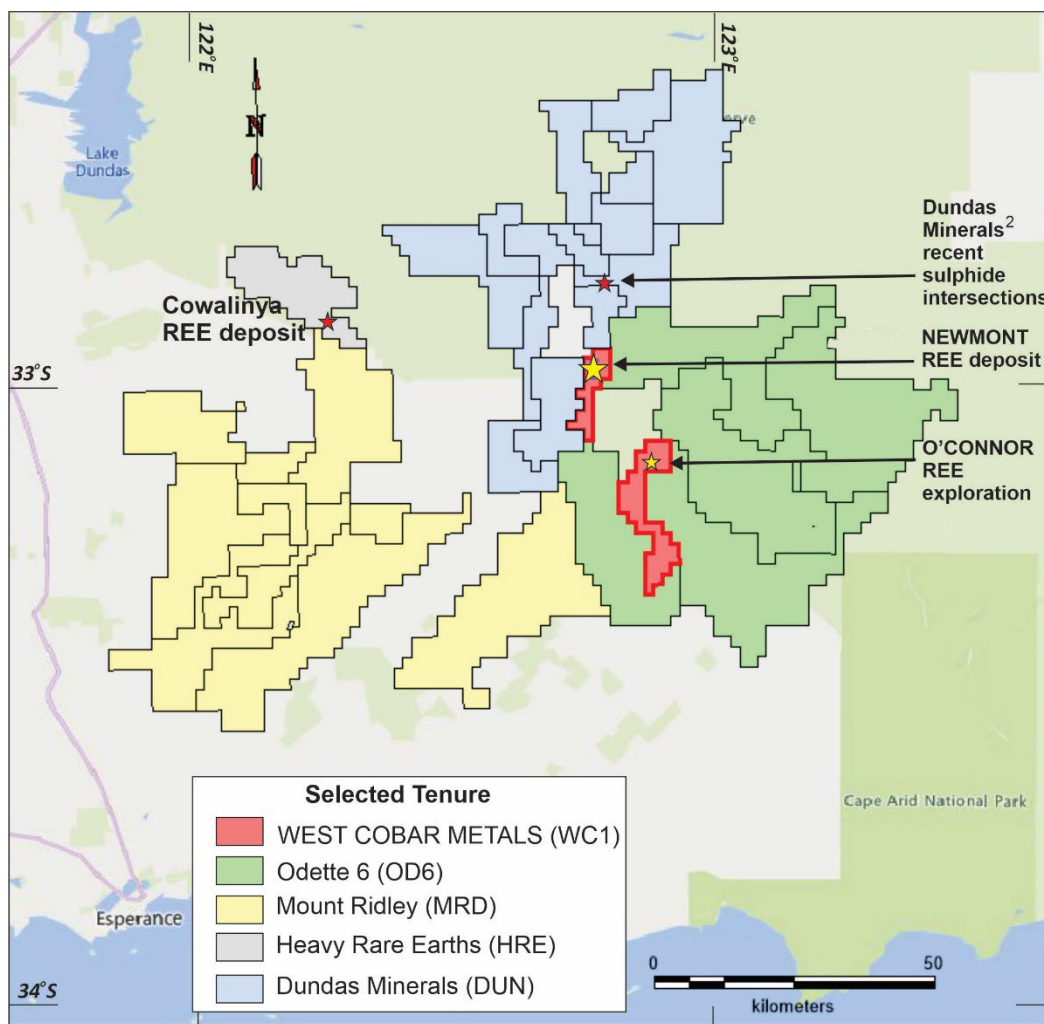 122°E
123°E
N
Lake
Dundas
erve
Dundas
Minerals²
recent
sulphide
intersections
Cowalinya
REE deposit
NEWMONT
REE deposit
33°S
O'CONNOR
REE
exploration
Selected Tenure
WEST COBAR METALS (WC1)
Odette 6 (OD6)
Mount Ridley (MRD)
Heavy Rare Earths (HRE)
Dundas Minerals (DUN)
Cape Arid National Park
Esperance
0 50
kilometers
34°S